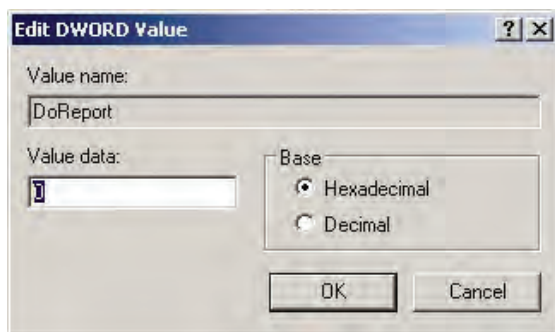 Edit DWORD Value
Value name:
DoReport
Value data:
0
Base
Hexadecimal
Decimal
OK
Cancel